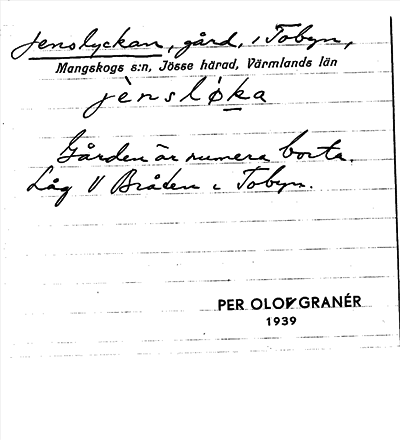 Jenslyckan, gård, i Tobyn,
Mangskogs s:n, Jösse härad, Värmlands län
jènsløka
Gården är numera borta.
Låg V Bråten i Tobyn.
PER OLOF GRANÉR
1939